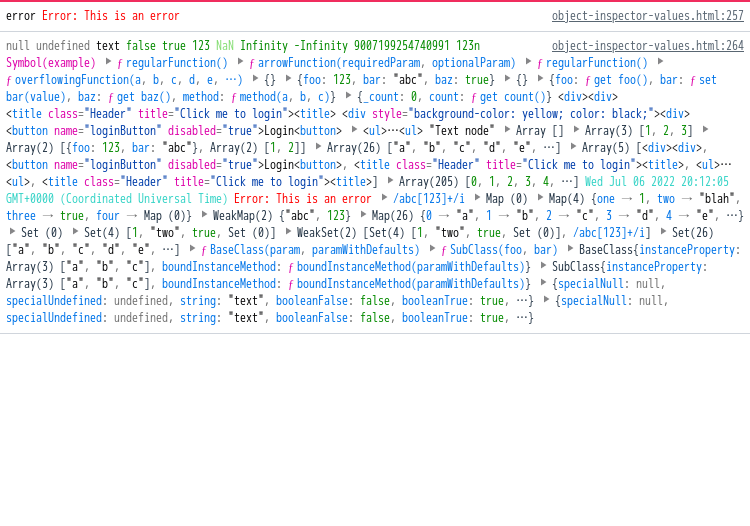 error Error: This is an error object-inspector-values.html:257
null undefined text false true 123 NaN Infinity -Infinity 9007199254740991 123n object-inspector-values.html:264
Symbol(example) ▶ƒ regularFunction() ▶ƒ arrowFunction(requiredParam, optionalParam) ▶ƒ regularFunction() ▶
ƒ overflowingFunction(a, b, c, d, e, …) ▶{} ▶{foo: 123, bar: "abc", baz: true} ▶{} ▶{foo: ƒ get foo(), bar: ƒ set
bar(value), baz: ƒ get baz(), method: ƒ method(a, b, c)} ▶{_count: 0, count: ƒ get count()} <div><div>
<title class="Header" title="Click me to login"><title> <div style="background-color: yellow; color: black;"><div>
<button name="loginButton" disabled="true">Login<button> ▶<ul>…<ul> "Text node" ▶Array [] ▶Array(3) [1, 2, 3] ▶
Array(2) [{foo: 123, bar: "abc"}, Array(2) [1, 2]] ▶Array(26) ["a", "b", "c", "d", "e", …] ▶Array(5) [<div><div>,
<button name="loginButton" disabled="true">Login<button>, <title class="Header" title="Click me to login"><title>, <ul>…
<ul>, <title class="Header" title="Click me to login"><title>] ▶Array(205) [0, 1, 2, 3, 4, …] Wed Jul 06 2022 20:12:05
GMT+0000 (Coordinated Universal Time) Error: This is an error ▶/abc[123]+/i ▶Map (0) ▶Map(4) {one → 1, two → "blah",
three → true, four → Map (0)} ▶WeakMap(2) {"abc", 123} ▶Map(26) {0 → "a", 1 → "b", 2 → "c", 3 → "d", 4 → "e", …}
▶Set (0) ▶Set(4) [1, "two", true, Set (0)] ▶WeakSet(2) [Set(4) [1, "two", true, Set (0)], /abc[123]+/i] ▶Set(26)
["a", "b", "c", "d", "e", …] ▶ƒ BaseClass(param, paramWithDefaults) ▶ƒ SubClass(foo, bar) ▶BaseClass{instanceProperty:
Array(3) ["a", "b", "c"], boundInstanceMethod: ƒ boundInstanceMethod(paramWithDefaults)} ▶SubClass{instanceProperty:
Array(3) ["a", "b", "c"], boundInstanceMethod: ƒ boundInstanceMethod(paramWithDefaults)} ▶{specialNull: null,
specialUndefined: undefined, string: "text", booleanFalse: false, booleanTrue: true, …} ▶{specialNull: null,
specialUndefined: undefined, string: "text", booleanFalse: false, booleanTrue: true, …}